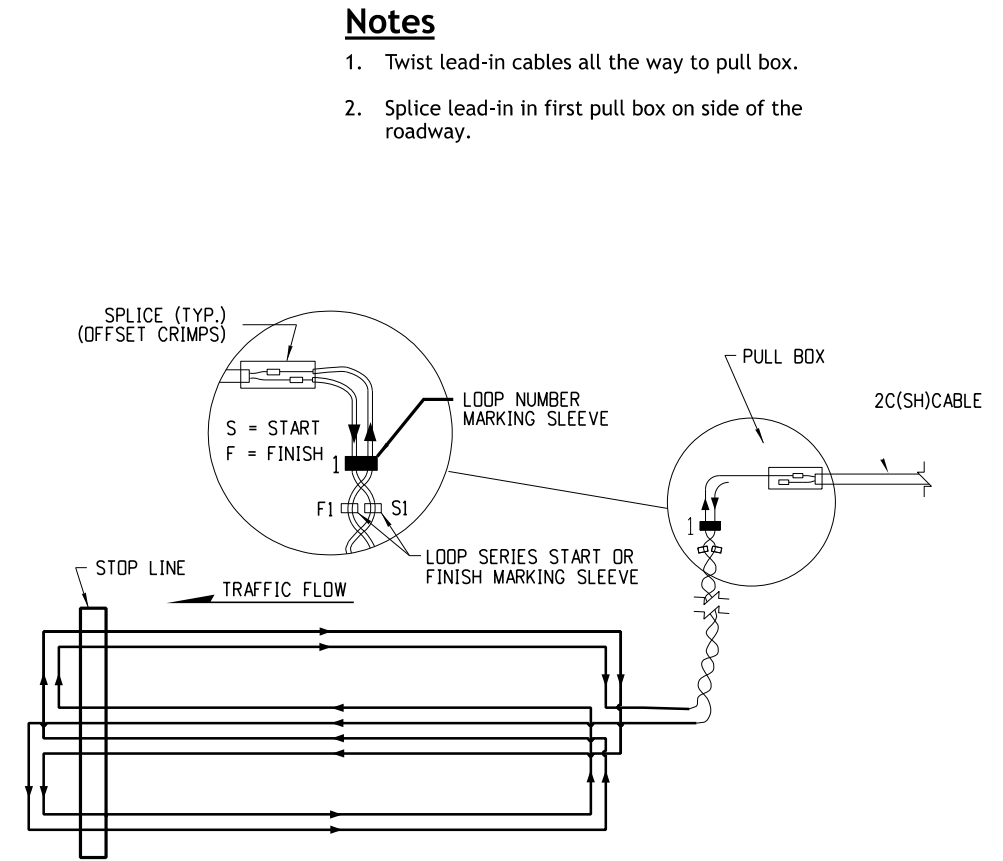 Notes
1. Twist lead-in cables all the way to pull box.
2. Splice lead-in in first pull box on side of the
roadway.
SPLICE (TYP.)
(OFFSET CRIMPS)
PULL BOX
2C(SH)CABLE
LOOP NUMBER
MARKING SLEEVE
S = START
F = FINISH
1
F1
S1
1
LOOP SERIES START OR
FINISH MARKING SLEEVE
STOP LINE
TRAFFIC FLOW